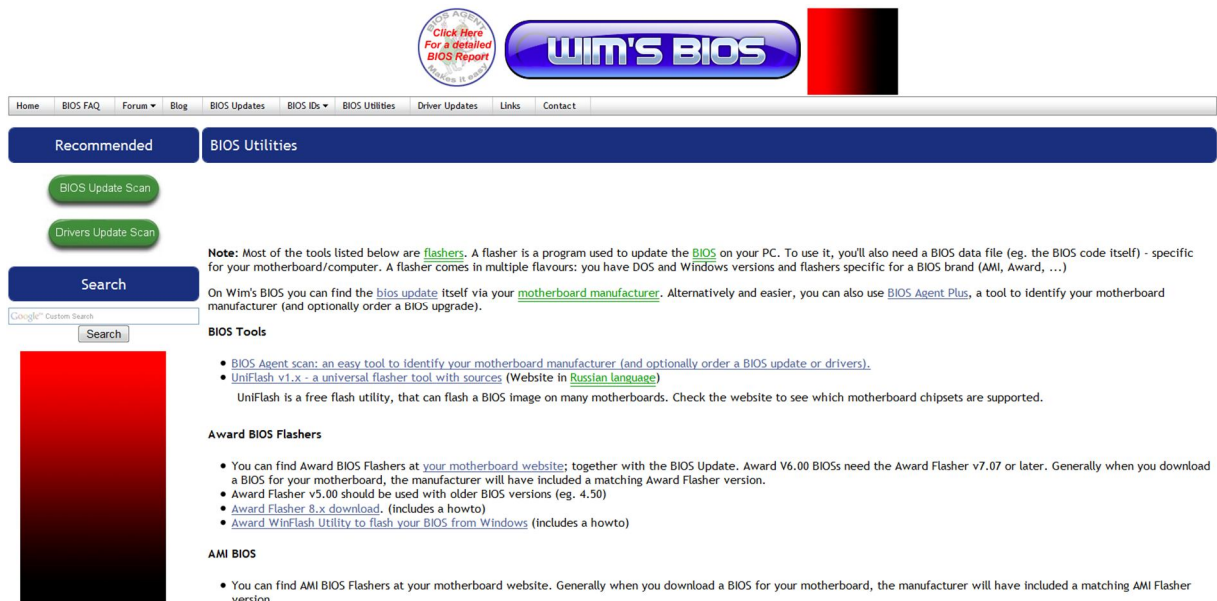 BIOS AGENT
Click Here
For a detailed
BIOS Report
Makes it easy
WIM'S BIOS
Home BIOS FAQ Forum Blog BIOS Updates BIOS IDs BIOS Utilities Driver Updates Links Contact
Recommended
BIOS Update Scan
Drivers Update Scan
Search
Google™ Custom Search
Search
BIOS Utilities
Note: Most of the tools listed below are flashers. A flasher is a program used to update the BIOS on your PC. To use it, you'll also need a BIOS data file (eg. the BIOS code itself) - specific
for your motherboard/computer. A flasher comes in multiple flavours: you have DOS and Windows versions and flashers specific for a BIOS brand (AMI, Award, ...)
On Wim's BIOS you can find the bios update itself via your motherboard manufacturer. Alternatively and easier, you can also use BIOS Agent Plus, a tool to identify your motherboard
manufacturer (and optionally order a BIOS upgrade).
BIOS Tools
• BIOS Agent scan: an easy tool to identify your motherboard manufacturer (and optionally order a BIOS update or drivers).
• UniFlash v1.x - a universal flasher tool with sources (Website in Russian language)
UniFlash is a free flash utility, that can flash a BIOS image on many motherboards. Check the website to see which motherboard chipsets are supported.
Award BIOS Flashers
• You can find Award BIOS Flashers at your motherboard website; together with the BIOS Update. Award V6.00 BIOSs need the Award Flasher v7.07 or later. Generally when you download
a BIOS for your motherboard, the manufacturer will have included a matching Award Flasher version.
• Award Flasher v5.00 should be used with older BIOS versions (eg. 4.50)
• Award Flasher 8.x download. (includes a howto)
• Award WinFlash Utility to flash your BIOS from Windows (includes a howto)
AMI BIOS
• You can find AMI BIOS Flashers at your motherboard website. Generally when you download a BIOS for your motherboard, the manufacturer will have included a matching AMI Flasher
version.